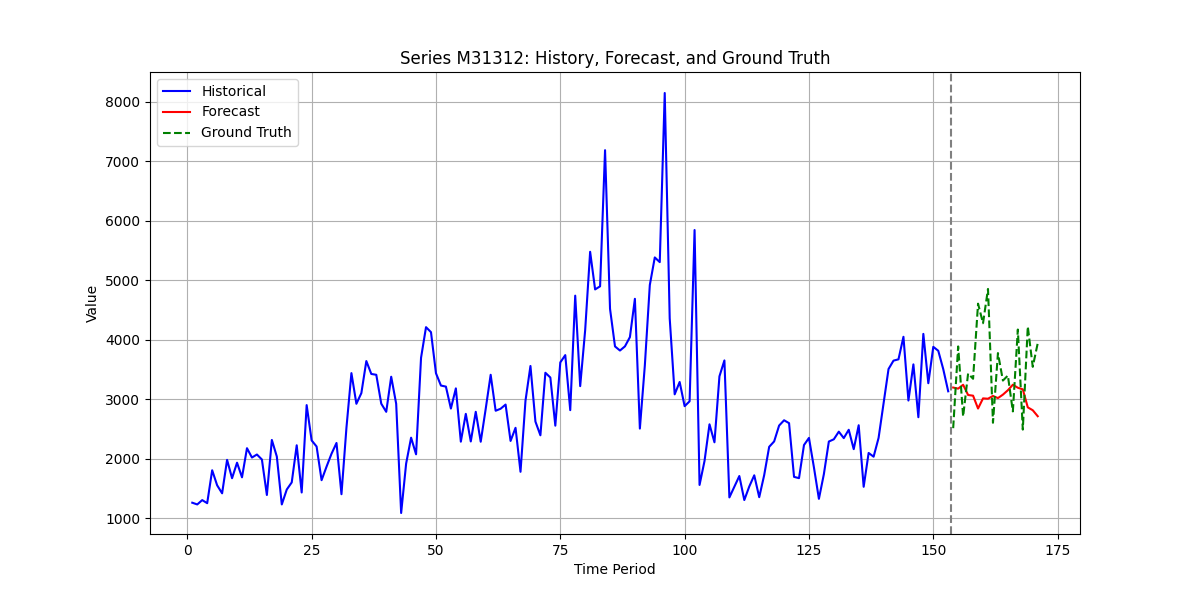 Series M31312: History, Forecast, and Ground Truth
Historical
Forecast
Ground Truth
8000
7000
6000
5000
4000
3000
2000
1000
Value
0 25 50 75 100 125 150 175
Time Period